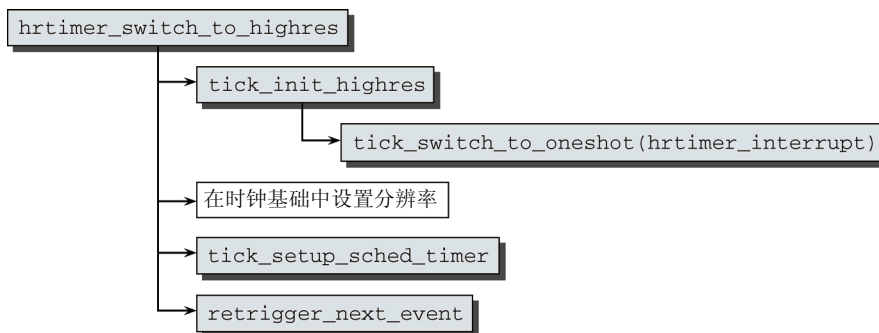 hrtimer_switch_to_highres
tick_init_highres
tick_switch_to_oneshot(hrtimer_interrupt)
在时钟基础中设置分辨率
tick_setup_sched_timer
retrigger_next_event